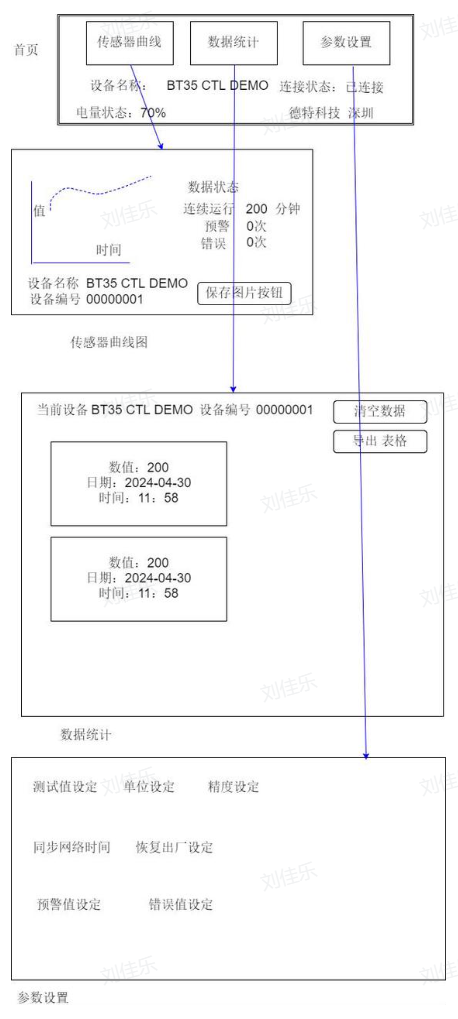 首页
传感器曲线 数据统计 参数设置
设备名称： BT35 CTL DEMO 连接状态：已连接
电量状态：70% 德特科技 深圳
数据状态
值
连续运行 200 分钟
预警 0次
错误 0次
时间
设备名称 BT35 CTL DEMO
设备编号 00000001
保存图片按钮
传感器曲线图
当前设备 BT35 CTL DEMO 设备编号 00000001
清空数据
导出 表格
数值：200
日期：2024-04-30
时间：11：58
数值：200
日期：2024-04-30
时间：11：58
数据统计
测试值设定 单位设定 精度设定
同步网络时间 恢复出厂设定
预警值设定 错误值设定
参数设置
刘佳乐